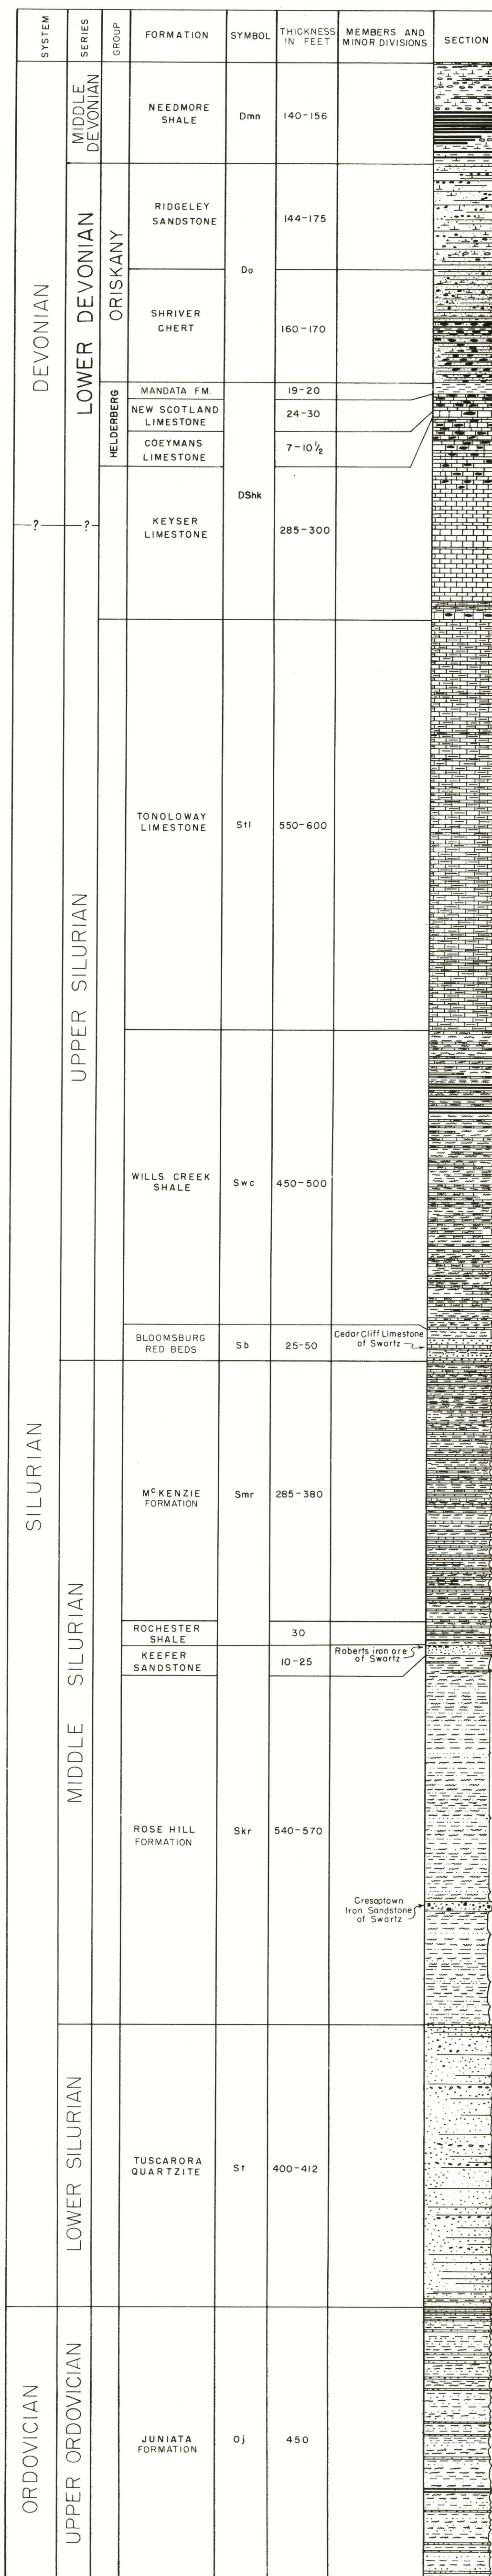 SYSTEM
SERIES
GROUP
FORMATION
SYMBOL
THICKNESS
IN FEET
MEMBERS AND
MINOR DIVISIONS
SECTION
DEVONIAN
MIDDLE
DEVONIAN
NEEDMORE
SHALE
Dmn
140-156
LOWER DEVONIAN
ORISKANY
RIDGELEY
SANDSTONE
144-175
Do
SHRIVER
CHERT
160-170
HELDERBERG
MANDATA FM.
19-20
NEW SCOTLAND
LIMESTONE
24-30
COEYMANS
LIMESTONE
7-10½
DShk
?
?
KEYSER
LIMESTONE
285-300
SILURIAN
UPPER SILURIAN
TONOLOWAY
LIMESTONE
Stl
550-600
WILLS CREEK
SHALE
Swc
450-500
BLOOMSBURG
RED BEDS
Sb
25-50
Cedar Cliff Limestone
of Swartz
MIDDLE SILURIAN
McKENZIE
FORMATION
Smr
285-380
ROCHESTER
SHALE
30
KEEFER
SANDSTONE
10-25
Roberts iron ore
of Swartz
ROSE HILL
FORMATION
Skr
540-570
Cresaptown
Iron Sandstone
of Swartz
LOWER SILURIAN
TUSCARORA
QUARTZITE
St
400-412
ORDOVICIAN
UPPER ORDOVICIAN
JUNIATA
FORMATION
Oj
450